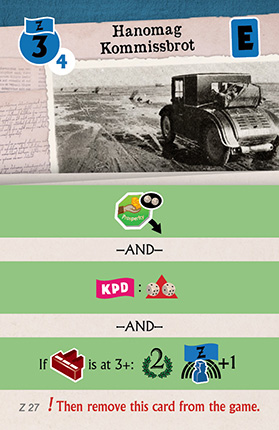 Z
3
4
Hanomag
Kommissbrot
E
Prosperity
–AND–
KPD :
–AND–
If is at 3+: 2 Z +1
Z 27 ! Then remove this card from the game.